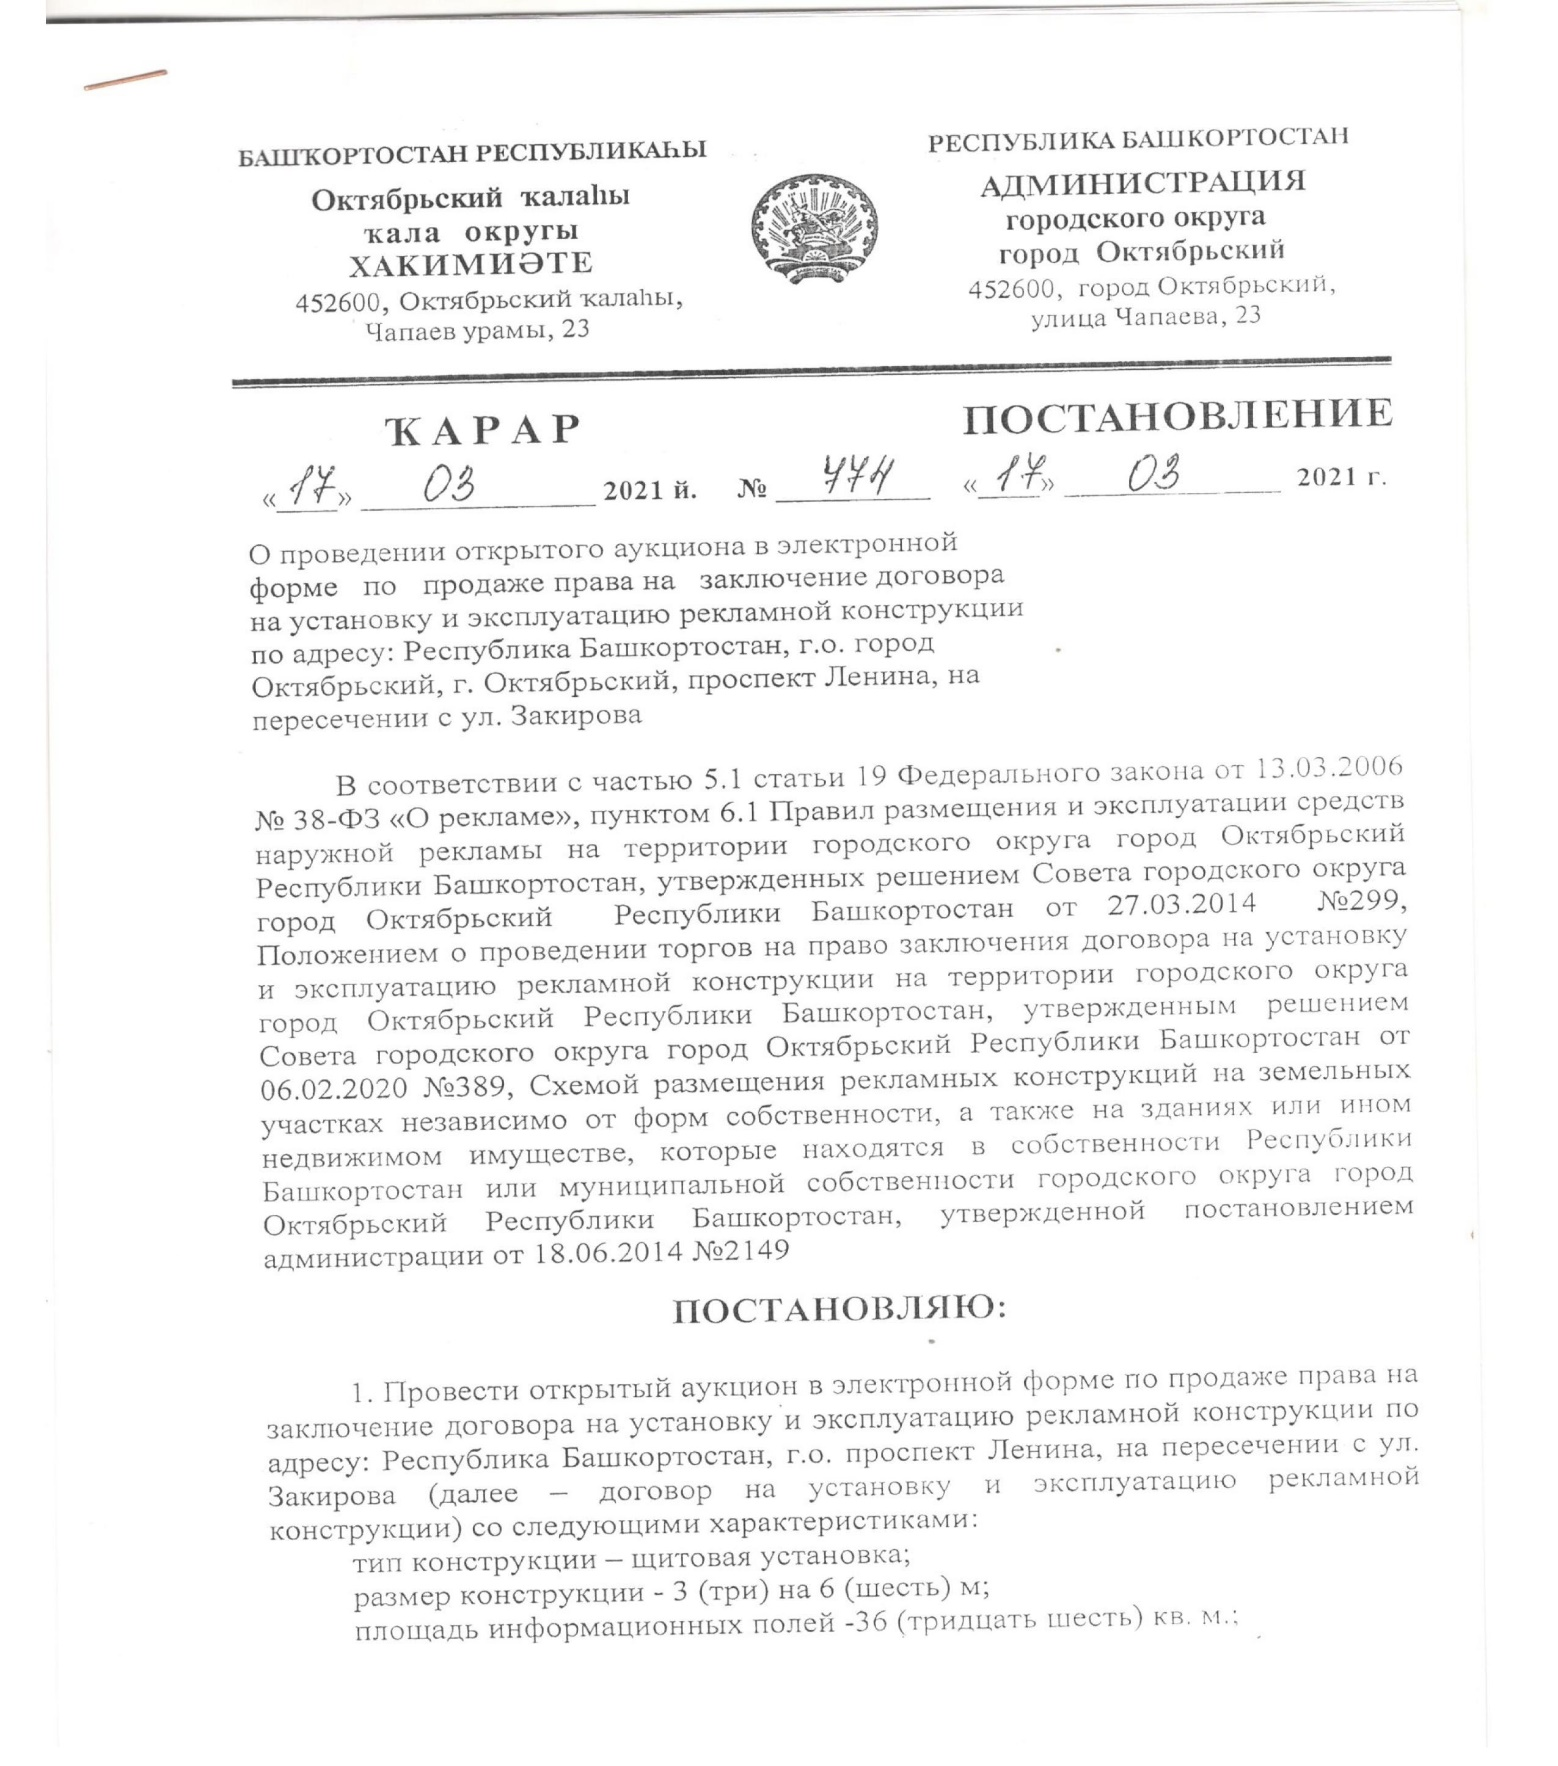 БАШҠОРТОСТАН РЕСПУБЛИКАҺЫ
Октябрьский ҡалаһы
ҡала округы
ХАКИМИӘТЕ
452600, Октябрьский ҡалаһы,
Чапаев урамы, 23
РЕСПУБЛИКА БАШКОРТОСТАН
АДМИНИСТРАЦИЯ
городского округа
город Октябрьский
452600, город Октябрьский,
улица Чапаева, 23
ҠАРАР
ПОСТАНОВЛЕНИЕ
«17» 03 2021 й. № 774 «17» 03 2021 г.
О проведении открытого аукциона в электронной
форме по продаже права на заключение договора
на установку и эксплуатацию рекламной конструкции
по адресу: Республика Башкортостан, г.о. город
Октябрьский, г. Октябрьский, проспект Ленина, на
пересечении с ул. Закирова
В соответствии с частью 5.1 статьи 19 Федерального закона от 13.03.2006
№ 38-ФЗ «О рекламе», пунктом 6.1 Правил размещения и эксплуатации средств
наружной рекламы на территории городского округа город Октябрьский
Республики Башкортостан, утвержденных решением Совета городского округа
город Октябрьский Республики Башкортостан от 27.03.2014 №299,
Положением о проведении торгов на право заключения договора на установку
и эксплуатацию рекламной конструкции на территории городского округа
город Октябрьский Республики Башкортостан, утвержденным решением
Совета городского округа город Октябрьский Республики Башкортостан от
06.02.2020 №389, Схемой размещения рекламных конструкций на земельных
участках независимо от форм собственности, а также на зданиях или ином
недвижимом имуществе, которые находятся в собственности Республики
Башкортостан или муниципальной собственности городского округа город
Октябрьский Республики Башкортостан, утвержденной постановлением
администрации от 18.06.2014 №2149
ПОСТАНОВЛЯЮ:
1. Провести открытый аукцион в электронной форме по продаже права на
заключение договора на установку и эксплуатацию рекламной конструкции по
адресу: Республика Башкортостан, г.о. проспект Ленина, на пересечении с ул.
Закирова (далее – договор на установку и эксплуатацию рекламной
конструкции) со следующими характеристиками:
тип конструкции – щитовая установка;
размер конструкции - 3 (три) на 6 (шесть) м;
площадь информационных полей -36 (тридцать шесть) кв. м.;